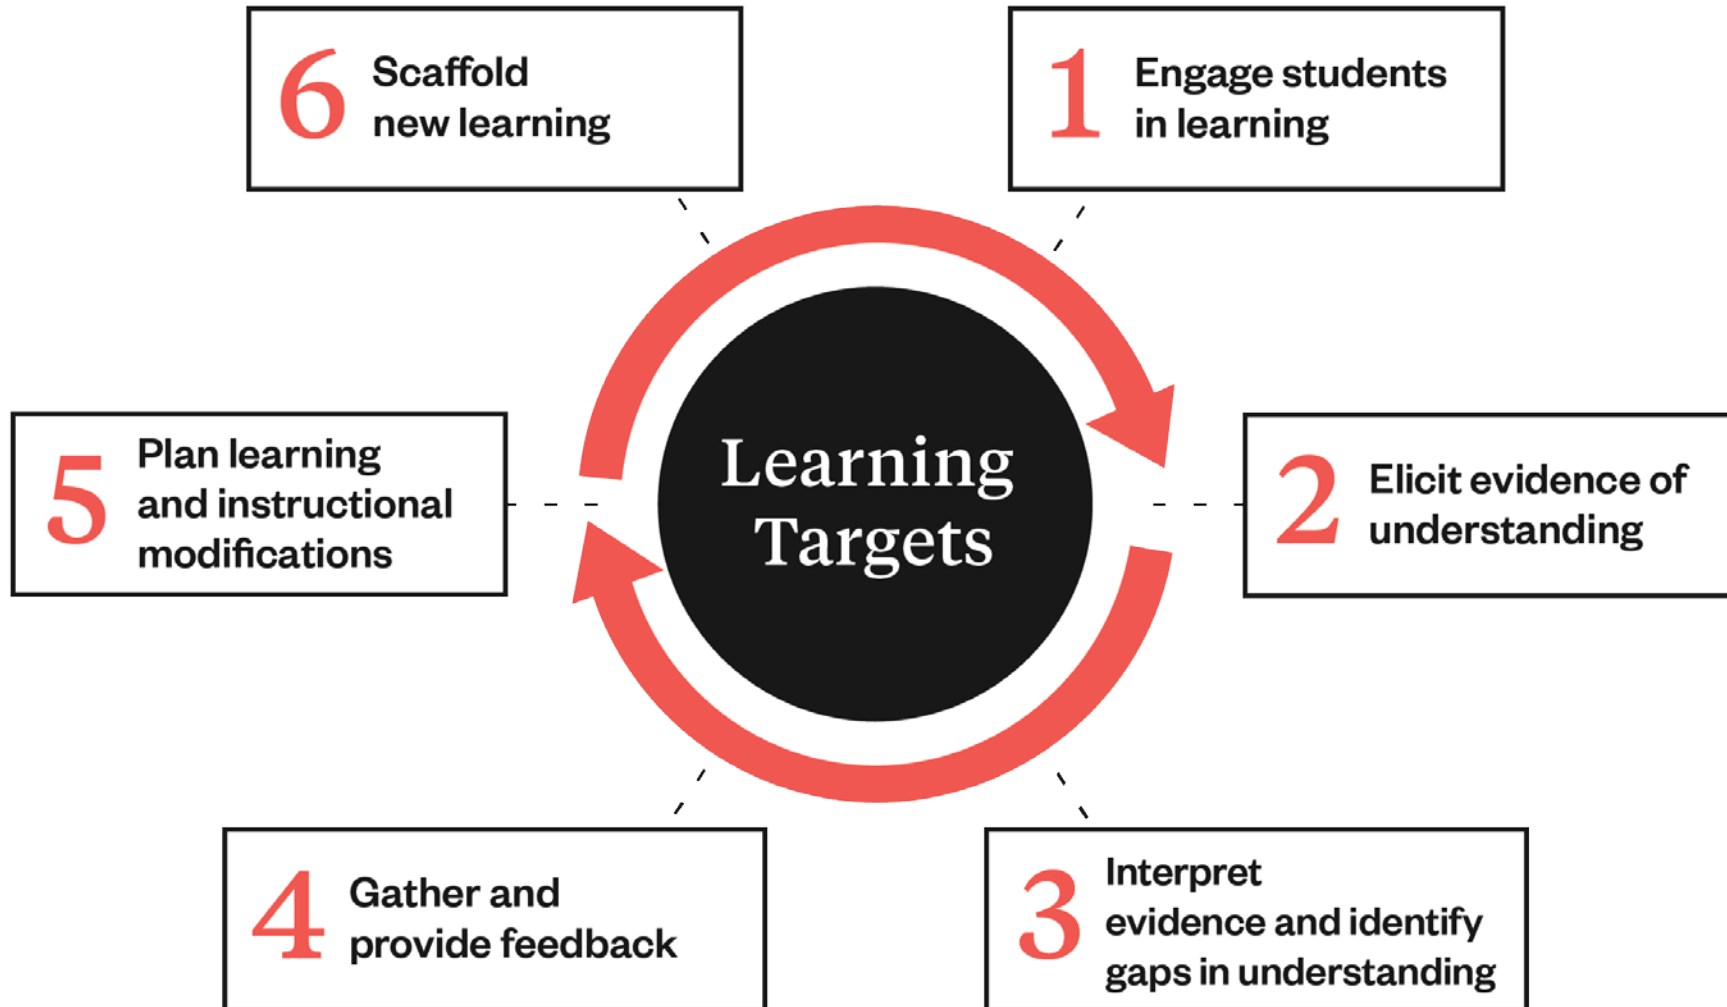 6 Scaffold
new learning
1 Engage students
in learning
Learning
Targets
5 Plan learning
and instructional
modifications
2 Elicit evidence of
understanding
4 Gather and
provide feedback
3 Interpret
evidence and identify
gaps in understanding